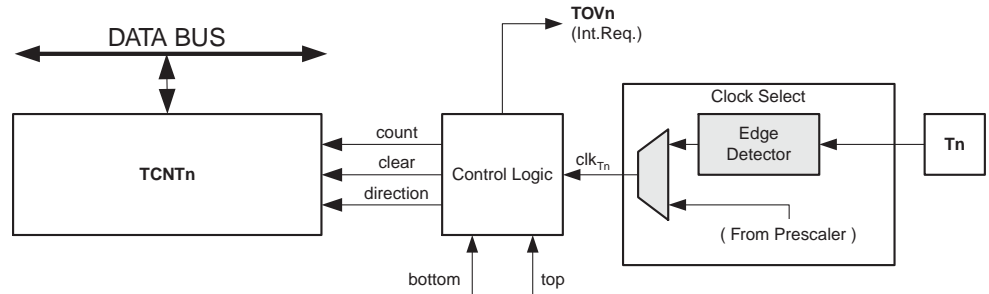 TOVn
(Int.Req.)
DATA BUS
Clock Select
TCNTn
count
clear
direction
Control Logic
clkTn
Edge
Detector
Tn
( From Prescaler )
bottom
top